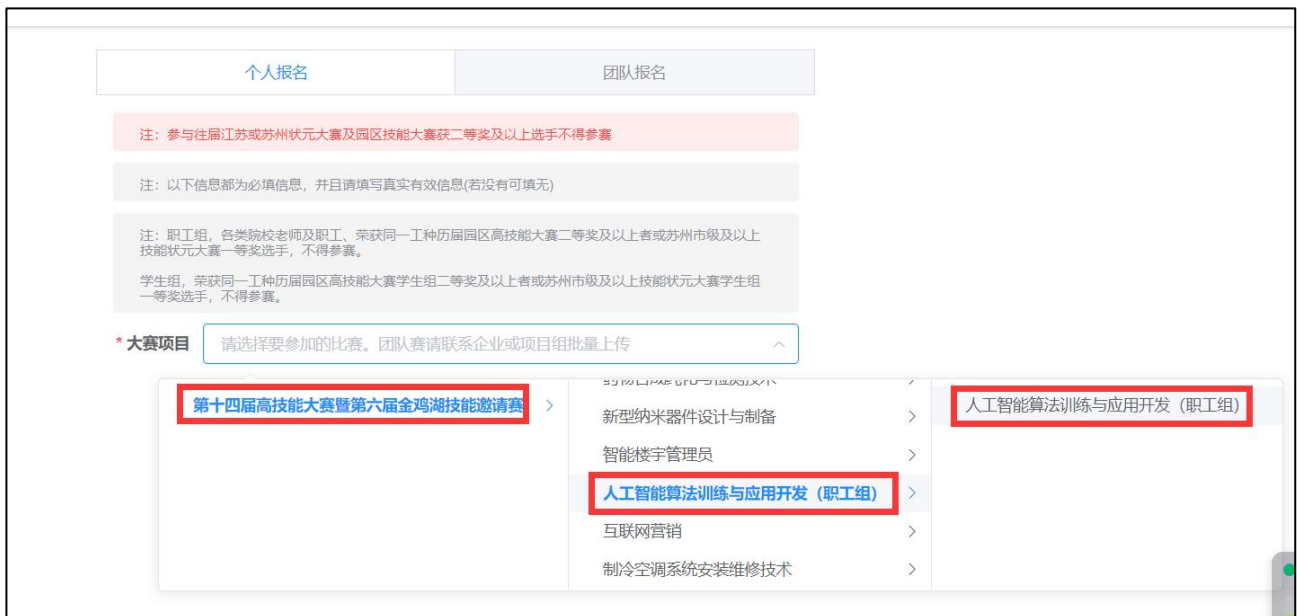 个人报名
团队报名
注：参与往届江苏或苏州状元大赛及园区技能大赛获二等奖及以上选手不得参赛
注：以下信息都为必填信息，并且请填写真实有效信息(若没有可填无)
注：职工组，各类院校老师及职工、荣获同一工种历届园区高技能大赛二等奖及以上者或苏州市级及以上
技能状元大赛一等奖选手，不得参赛。
学生组，荣获同一工种历届园区高技能大赛学生组二等奖及以上者或苏州市级及以上技能状元大赛学生组
一等奖选手，不得参赛。
* 大赛项目 请选择要参加的比赛。团队赛请联系企业或项目组批量上传
第十四届高技能大赛暨第六届金鸡湖技能邀请赛
新型纳米器件设计与制备
智能楼宇管理员
人工智能算法训练与应用开发（职工组）
互联网营销
制冷空调系统安装维修技术
人工智能算法训练与应用开发（职工组）